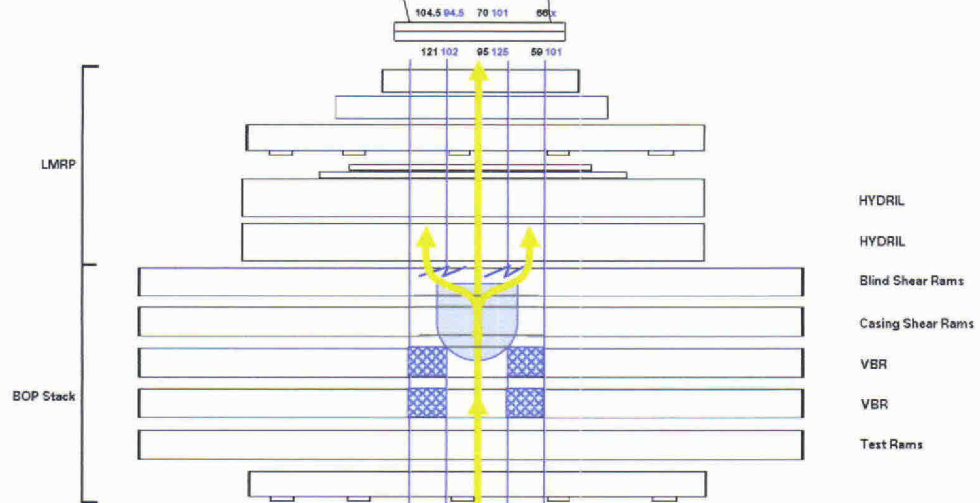 104.5 94.5 70 101
121 102 95 125 59 101
LMRP
HYDRIL
HYDRIL
Blind Shear Rams
Casing Shear Rams
VBR
BOP Stack
VBR
Test Rams